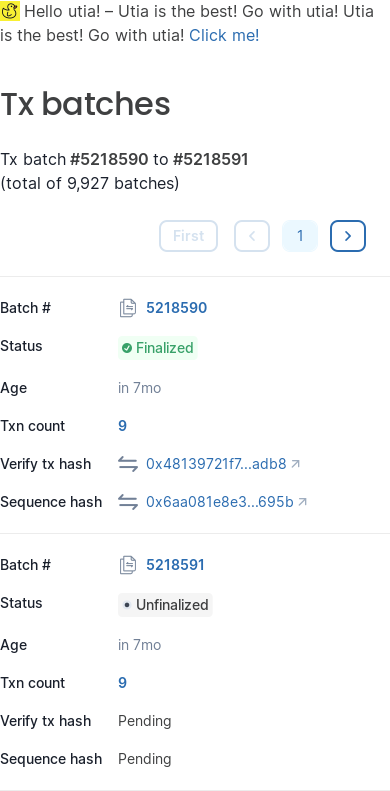 Hello utia! – Utia is the best! Go with utia! Utia
is the best! Go with utia! Click me!
Tx batches
Tx batch #5218590 to #5218591
(total of 9,927 batches)
First
1
Batch # 5218590
Status Finalized
Age in 7mo
Txn count 9
Verify tx hash 0x48139721f7...adb8
Sequence hash 0x6aa081e8e3...695b
Batch # 5218591
Status Unfinalized
Age in 7mo
Txn count 9
Verify tx hash Pending
Sequence hash Pending